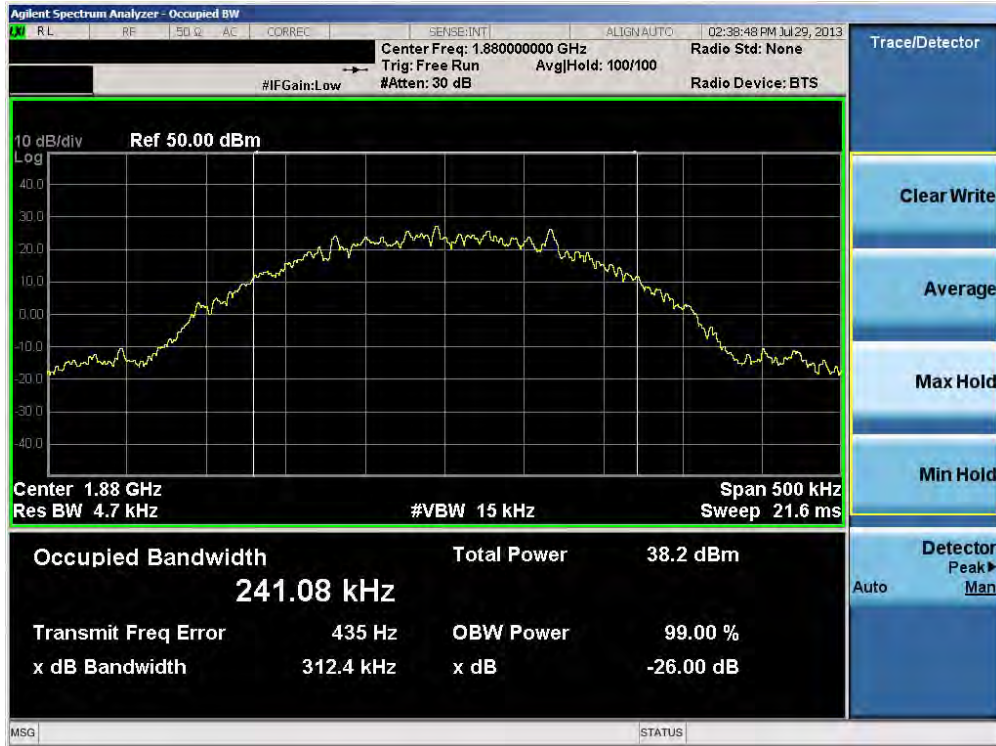 Agilent Spectrum Analyzer - Occupied BW
LXI RL RF 50 Ω AC CORREC SENSE:INT ALIGNAUTO 02:38:48 PM Jul 29, 2013
Center Freq: 1.880000000 GHz Radio Std: None
Trig: Free Run Avg|Hold: 100/100
#IFGain:Low #Atten: 30 dB Radio Device: BTS
10 dB/div Ref 50.00 dBm
Log
40.0
30.0
20.0
10.0
0.00
-10.0
-20.0
-30.0
-40.0
Center 1.88 GHz Span 500 kHz
Res BW 4.7 kHz #VBW 15 kHz Sweep 21.6 ms
Occupied Bandwidth Total Power 38.2 dBm
241.08 kHz
Transmit Freq Error 435 Hz OBW Power 99.00 %
x dB Bandwidth 312.4 kHz x dB -26.00 dB
MSG STATUS
Trace/Detector
Clear Write
Average
Max Hold
Min Hold
Detector
Peak▶
Auto Man